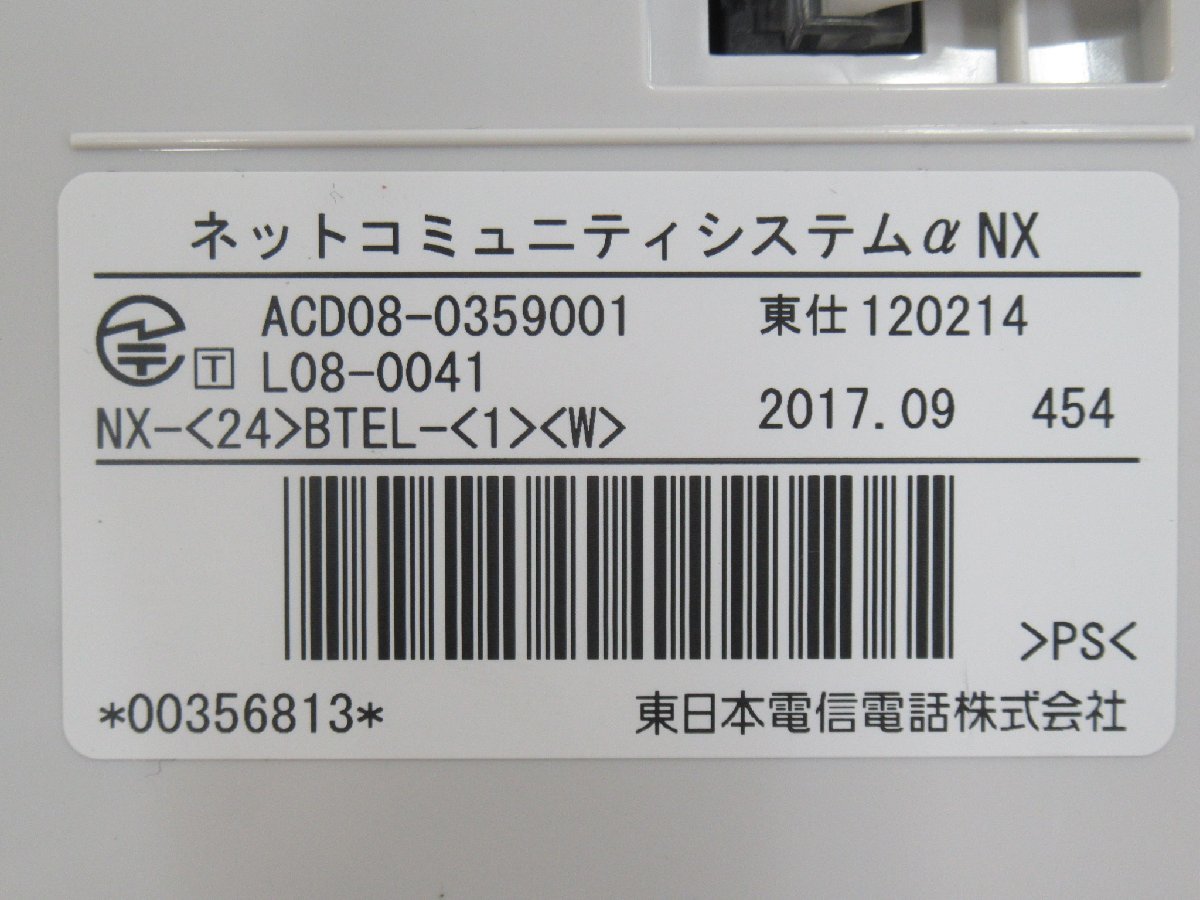 ネットコミュニティシステムα NX
ACD08-0359001 東仕 120214
T L08-0041
NX-<24>BTEL-<1><W> 2017.09 454
>PS<
*00356813* 東日本電信電話株式会社